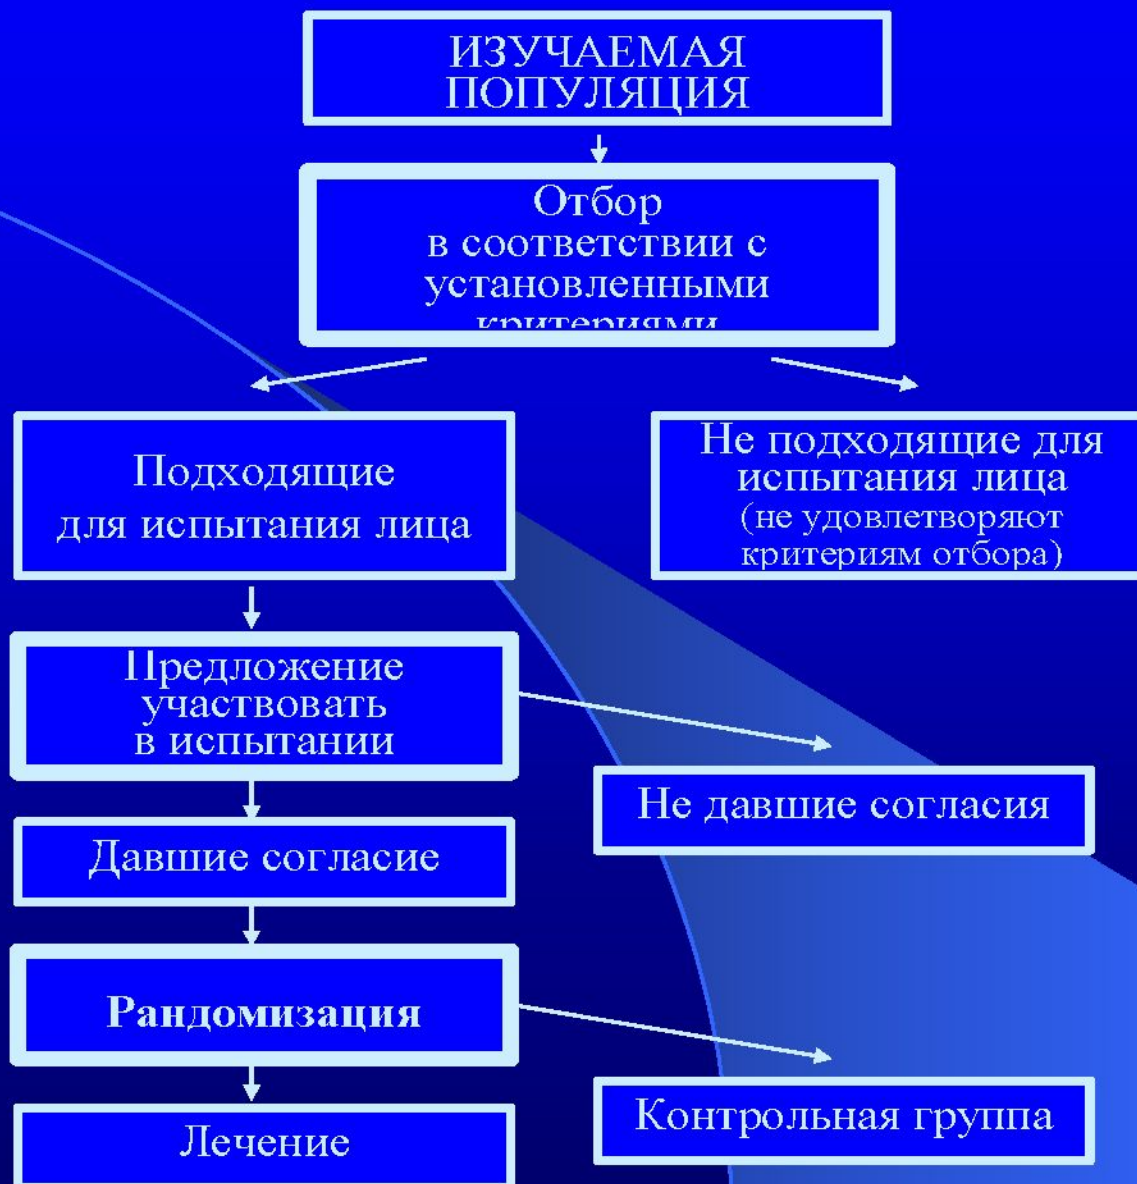 ИЗУЧАЕМАЯ
ПОПУЛЯЦИЯ
Отбор
в соответствии с
установленными
критериями
Подходящие
для испытания лица
Не подходящие для
испытания лица
(не удовлетворяют
критериям отбора)
Предложение
участвовать
в испытании
Не давшие согласия
Давшие согласие
Рандомизация
Контрольная группа
Лечение